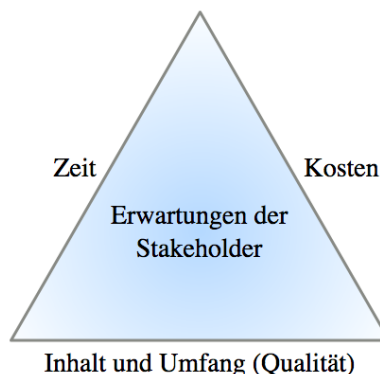 Zeit
Kosten
Erwartungen der
Stakeholder
Inhalt und Umfang (Qualität)